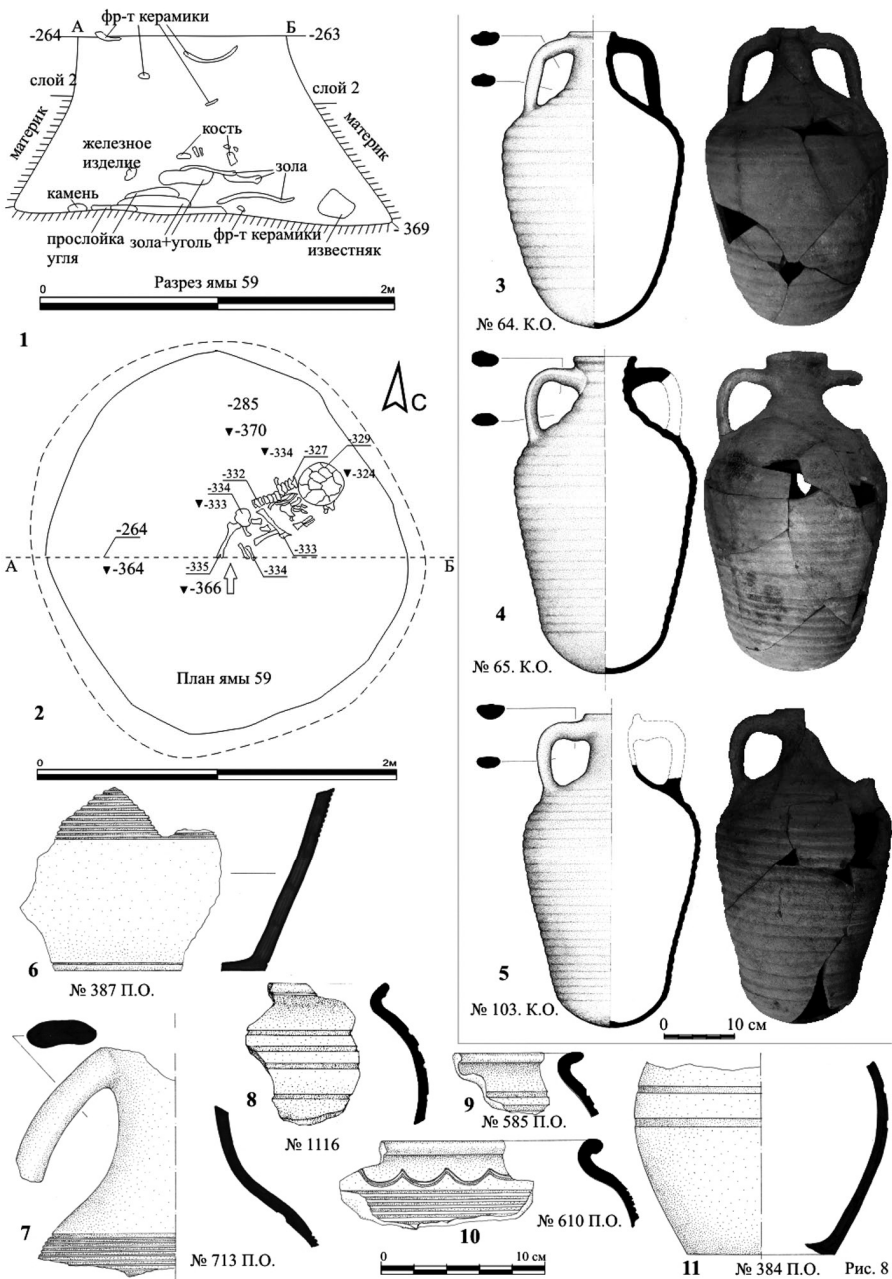 фр-т керамики
А
Б
-264
-263
слой 2
слой 2
материк
материк
кость
железное
изделие
зола
камень
-369
прослойка
угля
зола+уголь
фр-т керамики
известняк
Разрез ямы 59
0
2м
1
С
-285
▼-370
▼-334
-327
-329
▼-324
-332
-334
▼-333
-264
-333
А
Б
▼-364
-335
-334
▼-366
План ямы 59
2
0
2м
3
№ 64. К.О.
4
№ 65. К.О.
5
№ 103. К.О.
0
10 см
6
№ 387 П.О.
7
№ 713 П.О.
8
№ 1116
9
№ 585 П.О.
10
№ 610 П.О.
0
10 см
11
№ 384 П.О.
Рис. 8